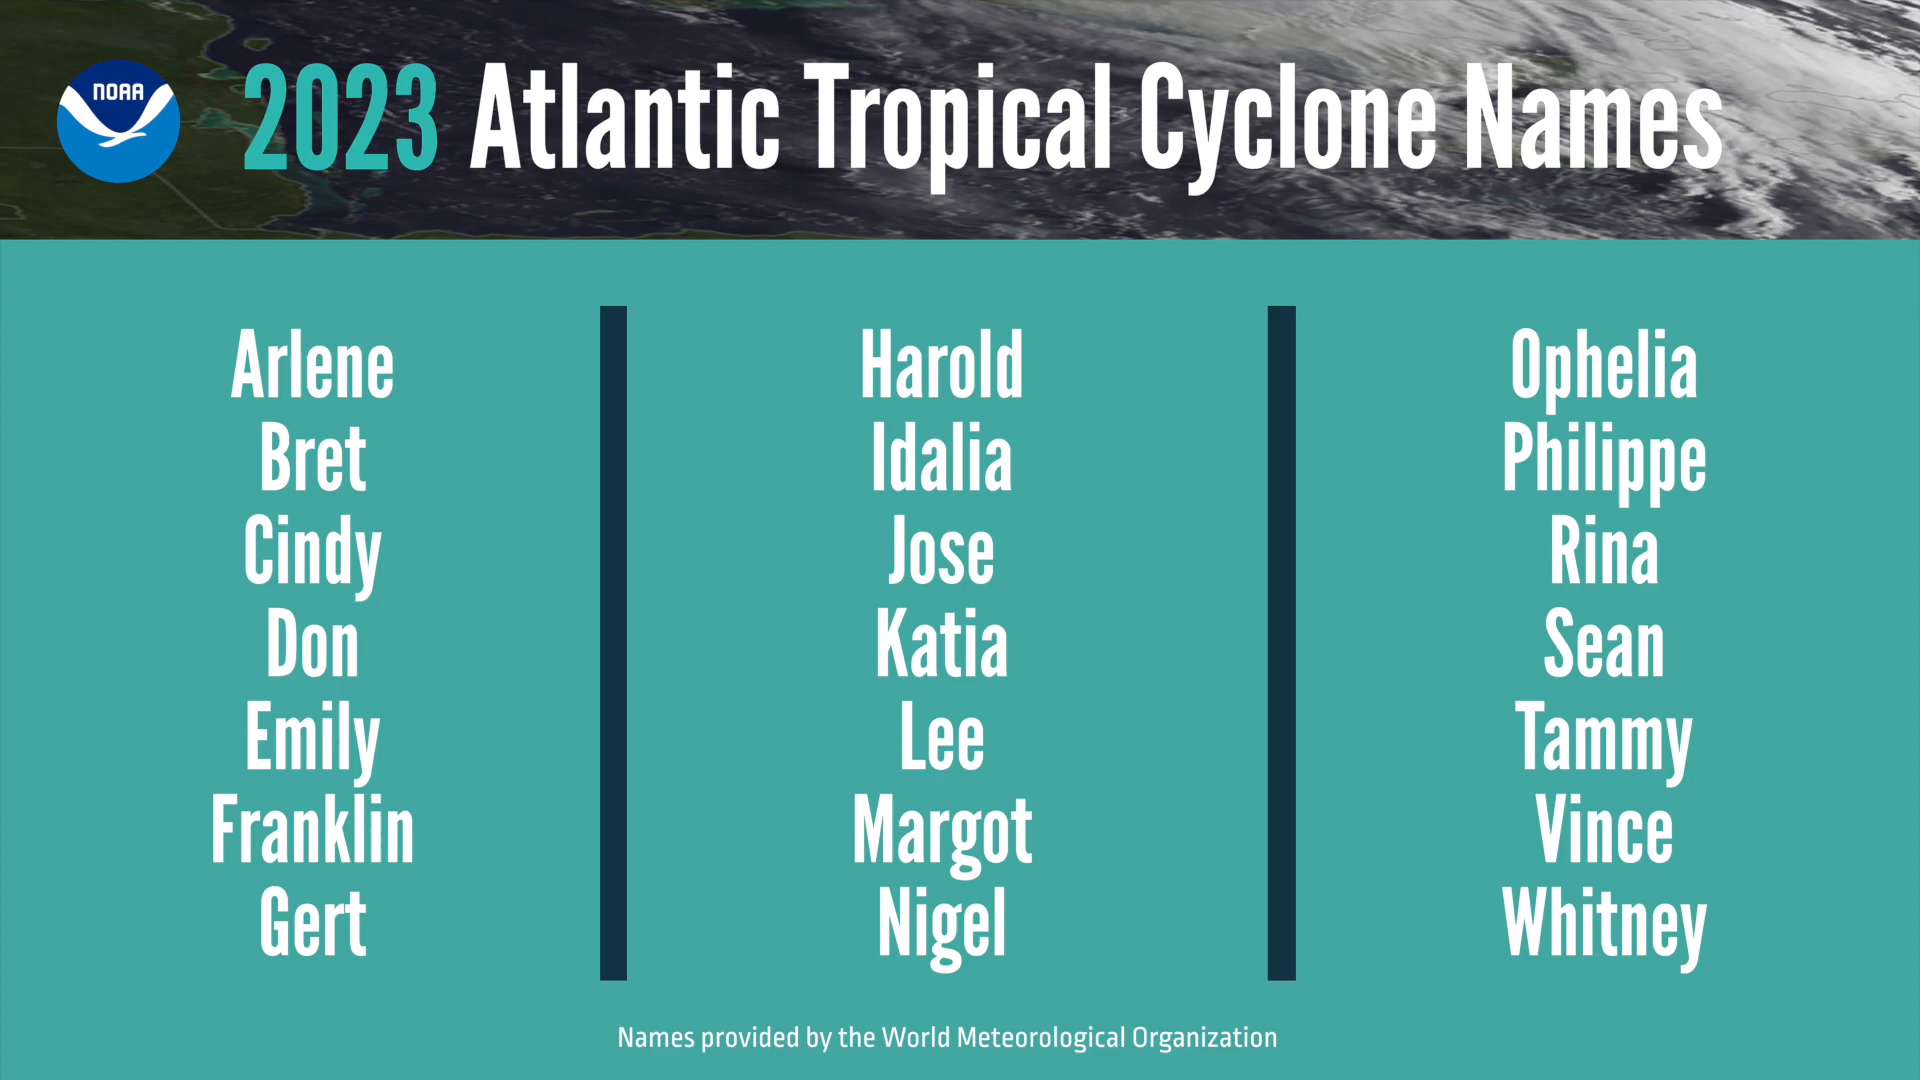 NOAA
2023 Atlantic Tropical Cyclone Names
Arlene
Bret
Cindy
Don
Emily
Franklin
Gert
Harold
Idalia
Jose
Katia
Lee
Margot
Nigel
Ophelia
Philippe
Rina
Sean
Tammy
Vince
Whitney
Names provided by the World Meteorological Organization